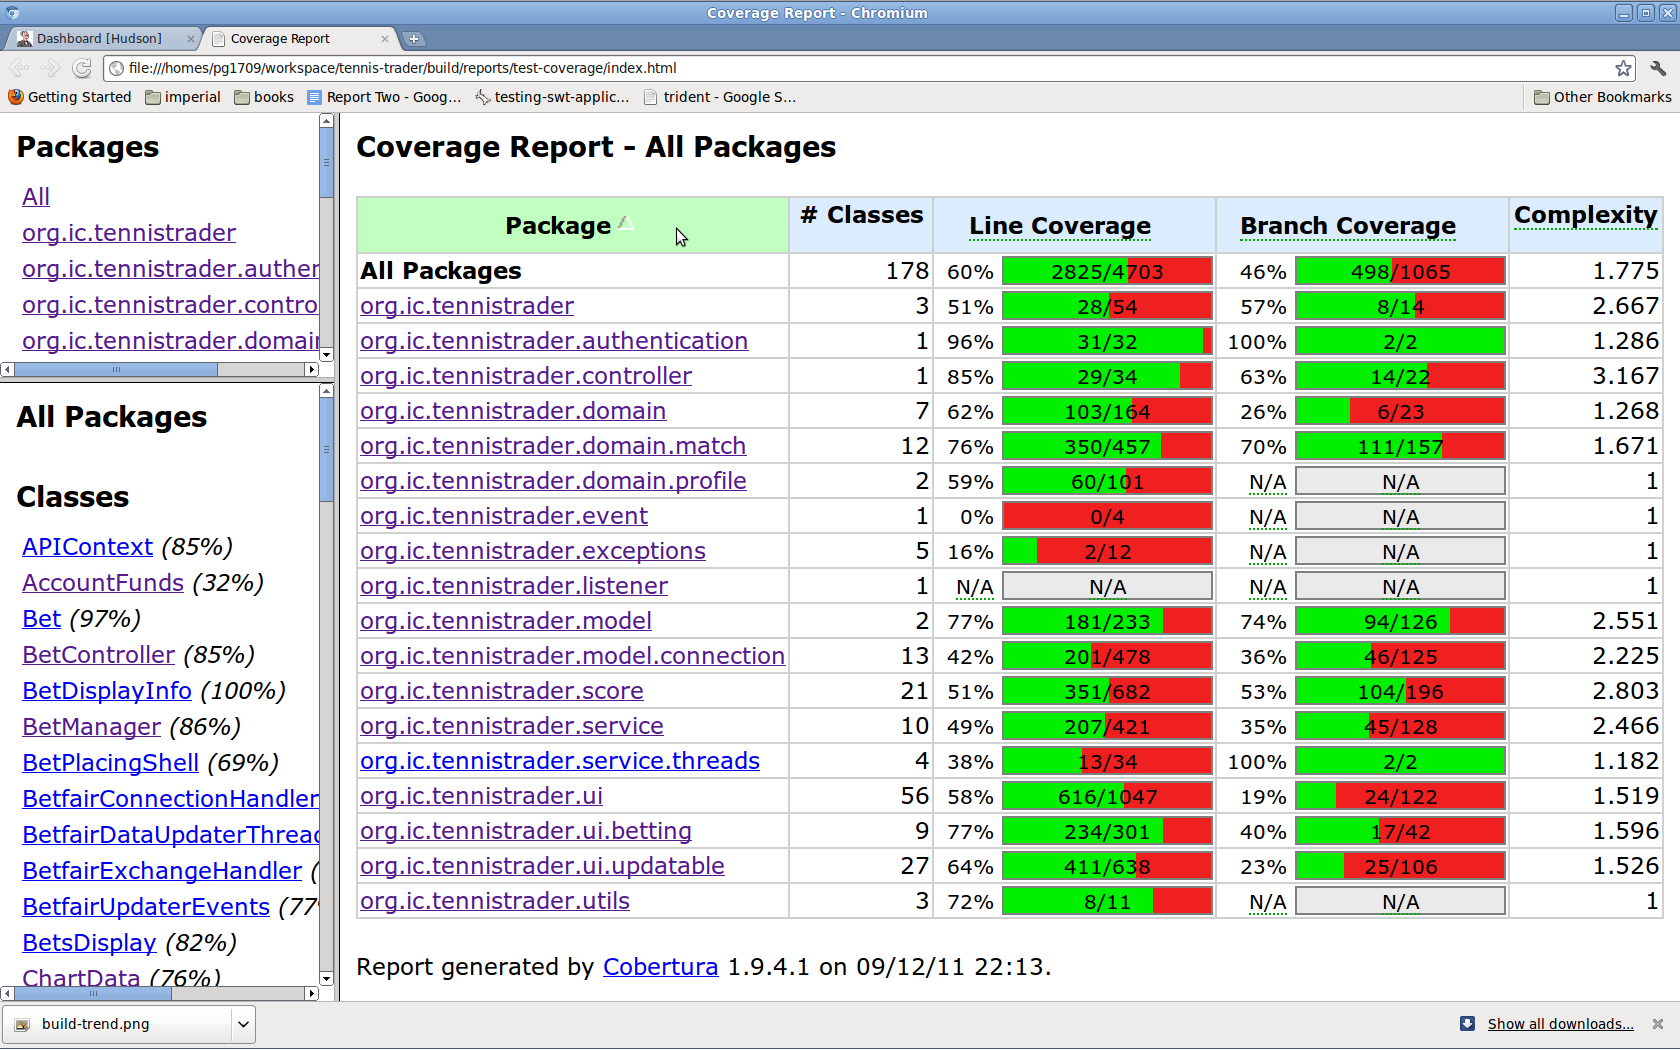 Coverage Report - Chromium
Dashboard [Hudson]
Coverage Report
file:///homes/pg1709/workspace/tennis-trader/build/reports/test-coverage/index.html
Getting Started imperial books Report Two - Goog... testing-swt-applic... trident - Google S... Other Bookmarks
Packages
All
org.ic.tennistrader
org.ic.tennistrader.auther
org.ic.tennistrader.contro
org.ic.tennistrader.domain
All Packages
Classes
APIContext (85%)
AccountFunds (32%)
Bet (97%)
BetController (85%)
BetDisplayInfo (100%)
BetManager (86%)
BetPlacingShell (69%)
BetfairConnectionHandler
BetfairDataUpdaterThread
BetfairExchangeHandler (
BetfairUpdaterEvents (77%
BetsDisplay (82%)
ChartData (76%)
Coverage Report - All Packages
Package # Classes Line Coverage Branch Coverage Complexity
All Packages 178 60% 2825/4703 46% 498/1065 1.775
org.ic.tennistrader 3 51% 28/54 57% 8/14 2.667
org.ic.tennistrader.authentication 1 96% 31/32 100% 2/2 1.286
org.ic.tennistrader.controller 1 85% 29/34 63% 14/22 3.167
org.ic.tennistrader.domain 7 62% 103/164 26% 6/23 1.268
org.ic.tennistrader.domain.match 12 76% 350/457 70% 111/157 1.671
org.ic.tennistrader.domain.profile 2 59% 60/101 N/A N/A 1
org.ic.tennistrader.event 1 0% 0/4 N/A N/A 1
org.ic.tennistrader.exceptions 5 16% 2/12 N/A N/A 1
org.ic.tennistrader.listener 1 N/A N/A N/A N/A 1
org.ic.tennistrader.model 2 77% 181/233 74% 94/126 2.551
org.ic.tennistrader.model.connection 13 42% 201/478 36% 46/125 2.225
org.ic.tennistrader.score 21 51% 351/682 53% 104/196 2.803
org.ic.tennistrader.service 10 49% 207/421 35% 45/128 2.466
org.ic.tennistrader.service.threads 4 38% 13/34 100% 2/2 1.182
org.ic.tennistrader.ui 56 58% 616/1047 19% 24/122 1.519
org.ic.tennistrader.ui.betting 9 77% 234/301 40% 17/42 1.596
org.ic.tennistrader.ui.updatable 27 64% 411/638 23% 25/106 1.526
org.ic.tennistrader.utils 3 72% 8/11 N/A N/A 1
Report generated by Cobertura 1.9.4.1 on 09/12/11 22:13.
build-trend.png
Show all downloads...